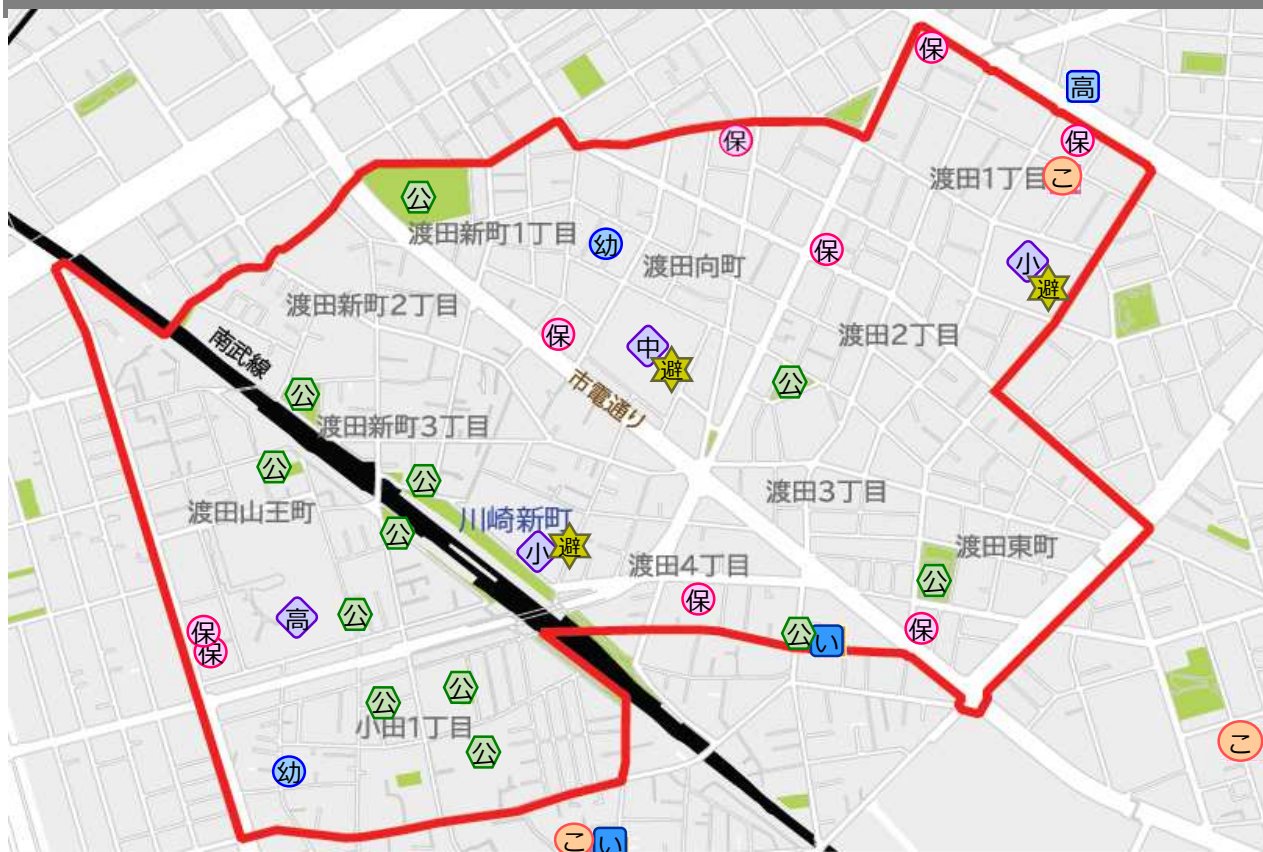 保
高
保
保
渡田1丁目
こ
公
渡田新町1丁目
幼
保
小
避
渡田向町
渡田新町2丁目
保
中
避
渡田2丁目
南武線
市電通り
公
公
渡田新町3丁目
公
公
渡田山王町
渡田3丁目
川崎新町
公
小
避
渡田4丁目
渡田東町
公
保
高
公
保
保
公
い
保
公
公
小田1丁目
公
幼
こ
こ
い